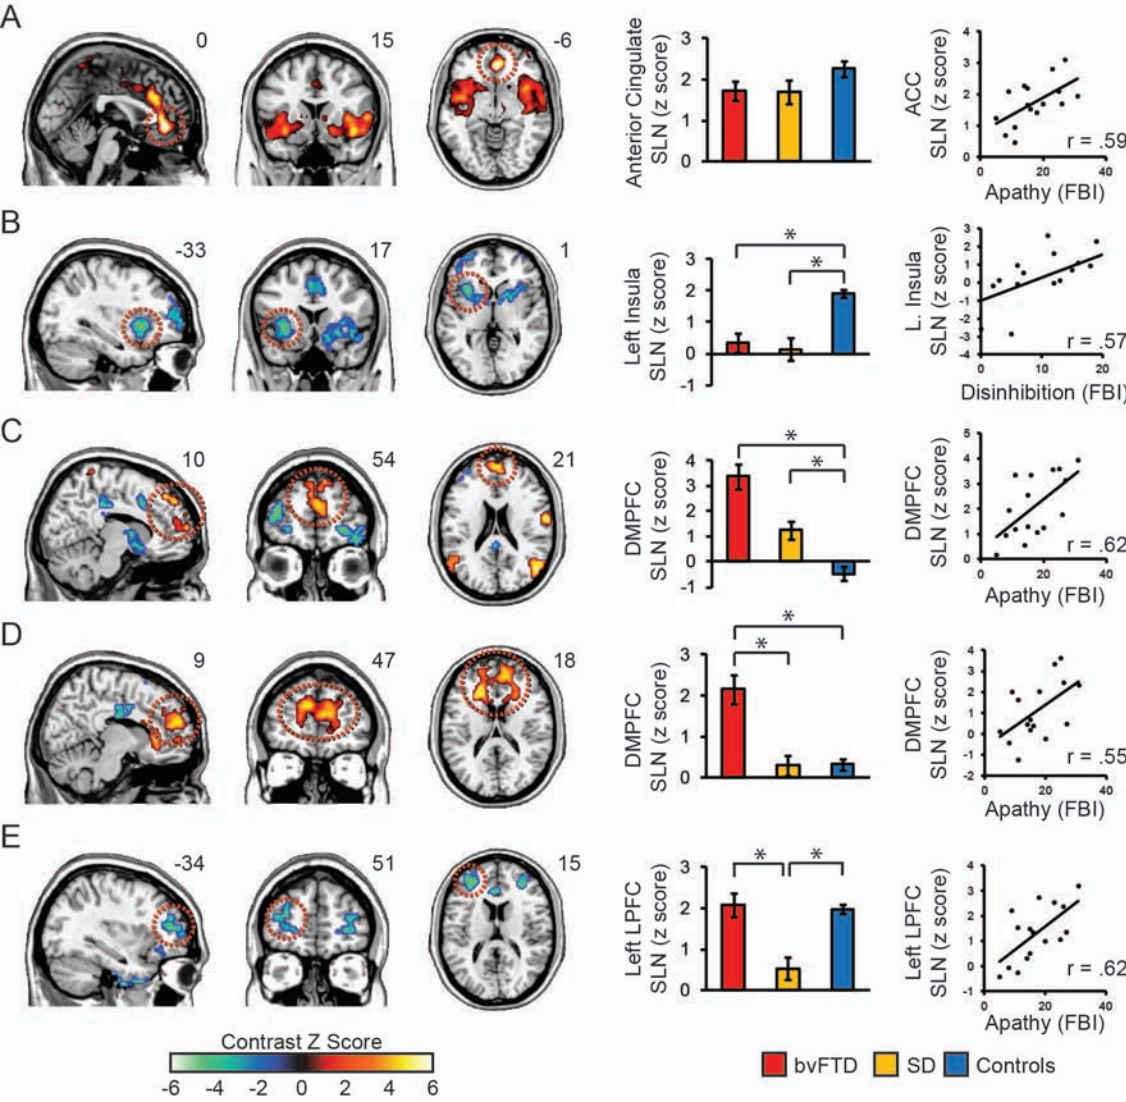 A
0
15
-6
Anterior Cingulate
SLN (z score)
3
2
1
0
ACC
SLN (z score)
4
3
2
1
0
r = .59
0
20
40
Apathy (FBI)
B
-33
17
1
Left Insula
SLN (z score)
3
2
1
0
-1
*
*
L. Insula
SLN (z score)
3
2
1
0
-1
-2
-3
-4
r = .57
0
10
20
Disinhibition (FBI)
C
10
54
21
DMPFC
SLN (z score)
4
3
2
1
0
-1
*
*
DMPFC
SLN (z score)
5
4
3
2
1
0
r = .62
0
20
40
Apathy (FBI)
D
9
47
18
DMPFC
SLN (z score)
3
2
1
0
*
*
DMPFC
SLN (z score)
4
3
2
1
0
-1
-2
r = .55
0
20
40
Apathy (FBI)
E
-34
51
15
Left LPFC
SLN (z score)
3
2
1
0
*
*
Left LPFC
SLN (z score)
4
3
2
1
0
-1
r = .62
0
20
40
Apathy (FBI)
Contrast Z Score
-6 -4 -2 0 2 4 6
bvFTD SD Controls